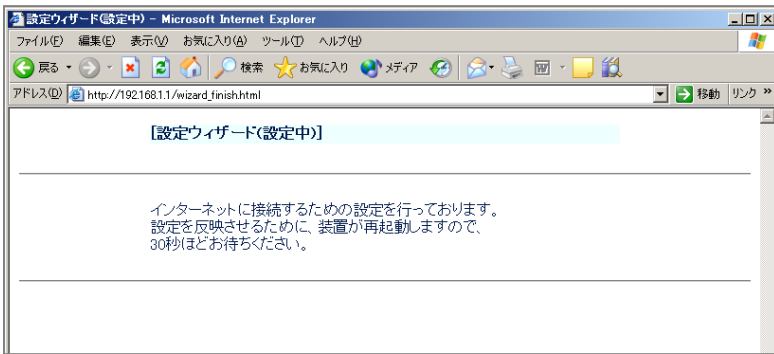 設定ウィザード(設定中) - Microsoft Internet Explorer
ファイル(F) 編集(E) 表示(V) お気に入り(A) ツール(T) ヘルプ(H)
戻る 検索 お気に入り メディア
アドレス(D) http://192.168.1.1/wizard_finish.html 移動 リンク »
[設定ウィザード(設定中)]
インターネットに接続するための設定を行っております。
設定を反映させるために、装置が再起動しますので、
30秒ほどお待ちください。